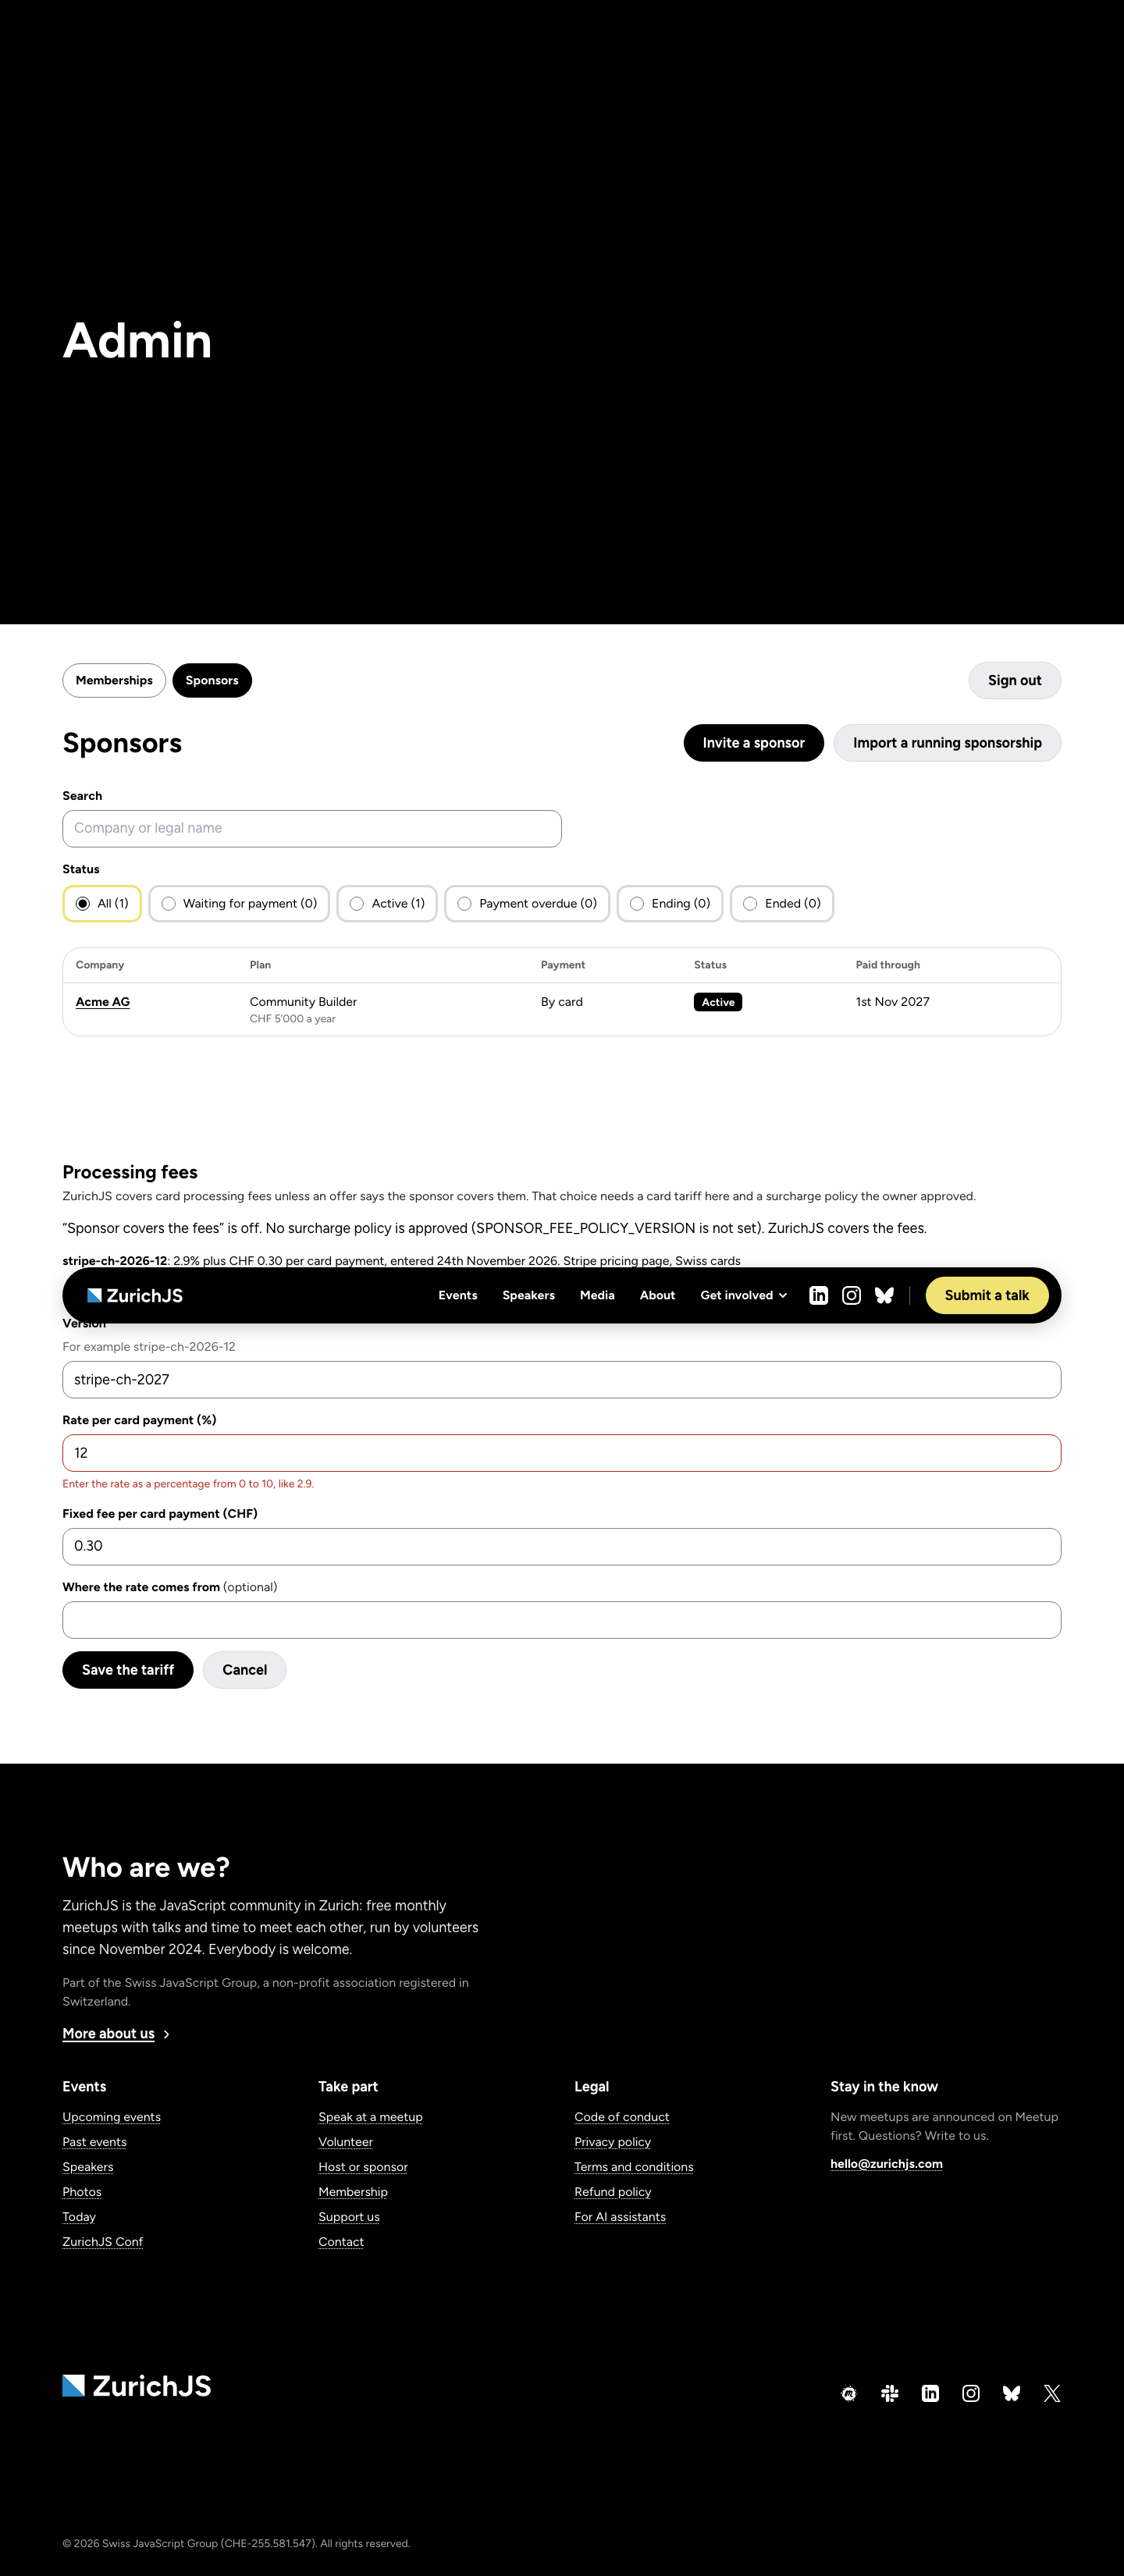 Admin
Memberships
Sponsors
Sign out
Sponsors
Invite a sponsor
Import a running sponsorship
Search
Company or legal name
Status
All (1)
Waiting for payment (0)
Active (1)
Payment overdue (0)
Ending (0)
Ended (0)
Company Plan Payment Status Paid through
Acme AG Community Builder By card Active 1st Nov 2027
CHF 5'000 a year
Processing fees
ZurichJS covers card processing fees unless an offer says the sponsor covers them. That choice needs a card tariff here and a surcharge policy the owner approved.
“Sponsor covers the fees” is off. No surcharge policy is approved (SPONSOR_FEE_POLICY_VERSION is not set). ZurichJS covers the fees.
stripe-ch-2026-12: 2.9% plus CHF 0.30 per card payment, entered 24th November 2026. Stripe pricing page, Swiss cards
ZurichJS
Events
Speakers
Media
About
Get involved
Submit a talk
Version
For example stripe-ch-2026-12
stripe-ch-2027
Rate per card payment (%)
12
Enter the rate as a percentage from 0 to 10, like 2.9.
Fixed fee per card payment (CHF)
0.30
Where the rate comes from (optional)
Save the tariff
Cancel
Who are we?
ZurichJS is the JavaScript community in Zurich: free monthly
meetups with talks and time to meet each other, run by volunteers
since November 2024. Everybody is welcome.
Part of the Swiss JavaScript Group, a non-profit association registered in
Switzerland.
More about us
Events
Upcoming events
Past events
Speakers
Photos
Today
ZurichJS Conf
Take part
Speak at a meetup
Volunteer
Host or sponsor
Membership
Support us
Contact
Legal
Code of conduct
Privacy policy
Terms and conditions
Refund policy
For AI assistants
Stay in the know
New meetups are announced on Meetup
first. Questions? Write to us.
hello@zurichjs.com
ZurichJS
© 2026 Swiss JavaScript Group (CHE-255.581.547). All rights reserved.